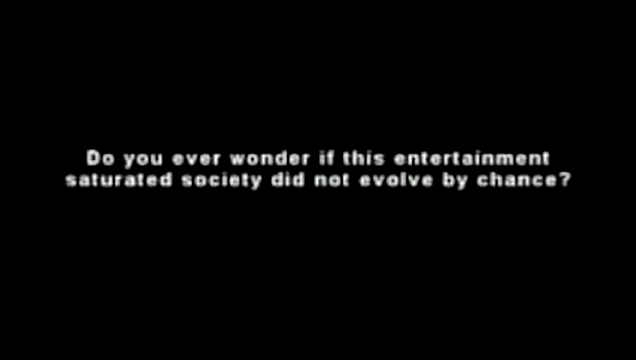 Do you ever wonder if this entertainment
saturated society did not evolve by chance?